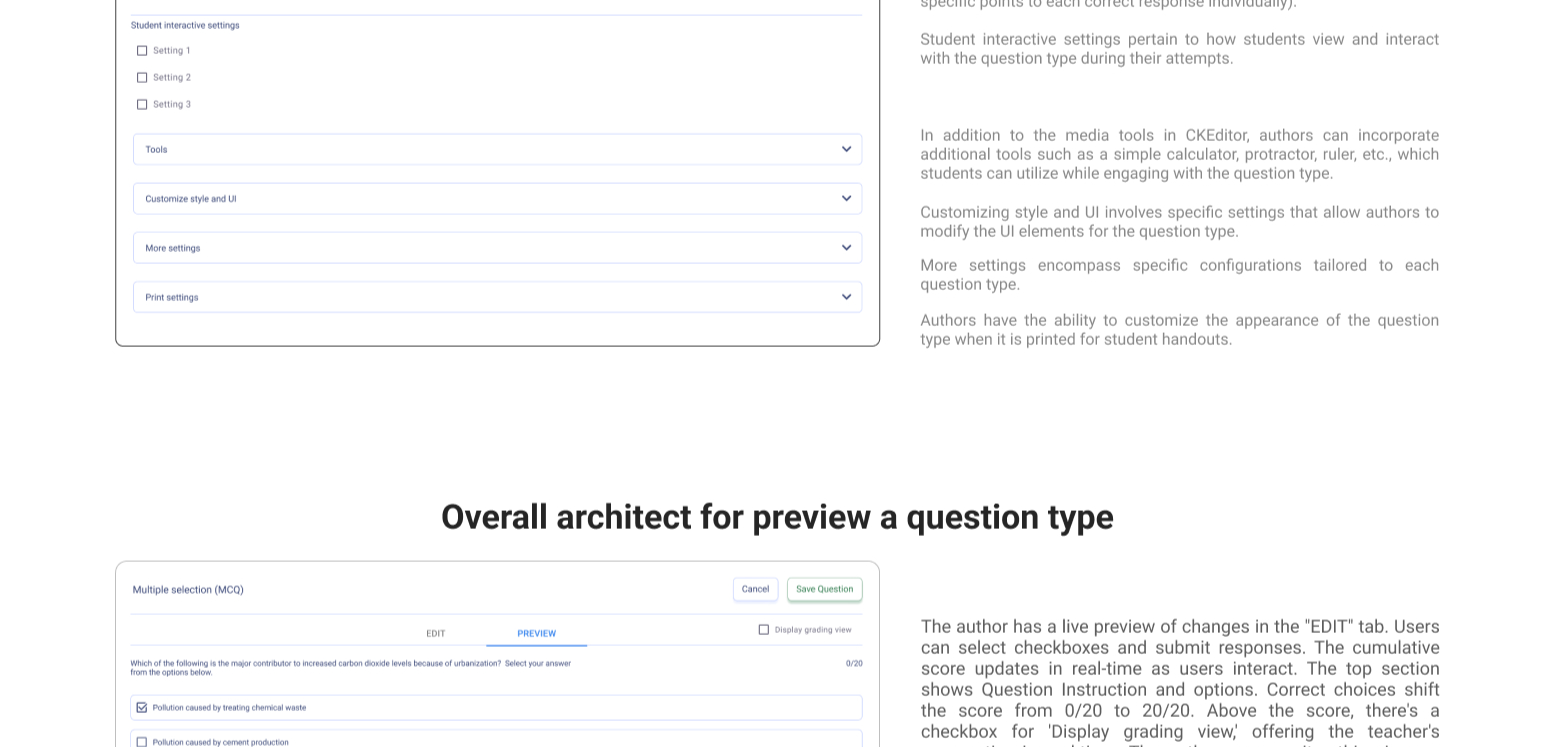 specific points to each correct response individually).
Student interactive settings
Setting 1
Setting 2
Setting 3
Student interactive settings pertain to how students view and interact
with the question type during their attempts.
Tools
In addition to the media tools in CKEditor, authors can incorporate
additional tools such as a simple calculator, protractor, ruler, etc., which
students can utilize while engaging with the question type.
Customize style and UI
Customizing style and UI involves specific settings that allow authors to
modify the UI elements for the question type.
More settings
More settings encompass specific configurations tailored to each
question type.
Print settings
Authors have the ability to customize the appearance of the question
type when it is printed for student handouts.
Overall architect for preview a question type
Multiple selection (MCQ)
Cancel
Save Question
EDIT
PREVIEW
Display grading view
Which of the following is the major contributor to increased carbon dioxide levels because of urbanization? Select your answer
from the options below.
0/20
Pollution caused by treating chemical waste
Pollution caused by cement production
The author has a live preview of changes in the "EDIT" tab. Users
can select checkboxes and submit responses. The cumulative
score updates in real-time as users interact. The top section
shows Question Instruction and options. Correct choices shift
the score from 0/20 to 20/20. Above the score, there's a
checkbox for 'Display grading view,' offering the teacher's